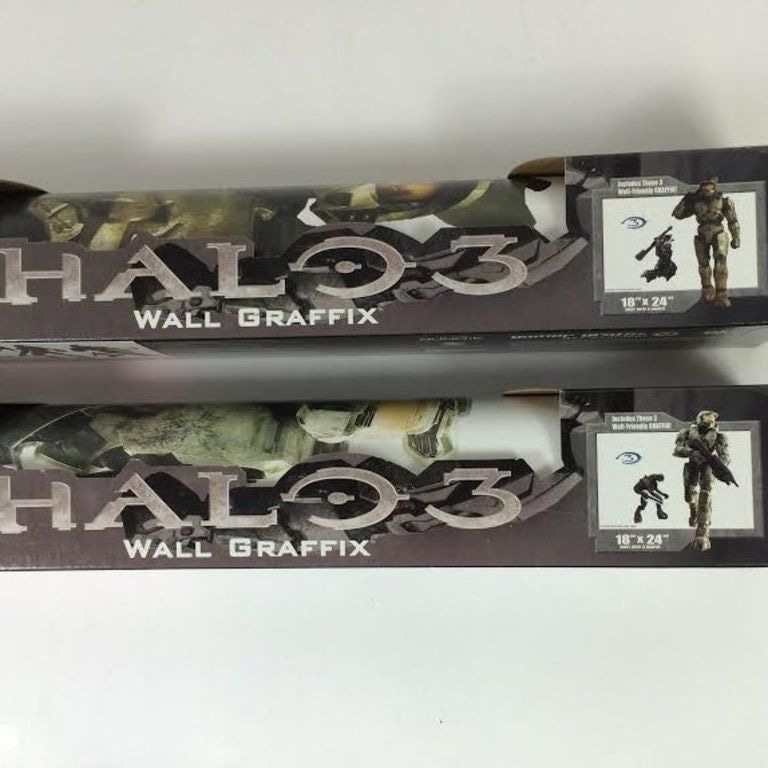 Includes These 3
Wall-Friendly GRAFFIX!
HALO 3
WALL GRAFFIX
18" x 24"
Includes These 3
Wall-Friendly GRAFFIX!
HALO 3
WALL GRAFFIX
18" x 24"